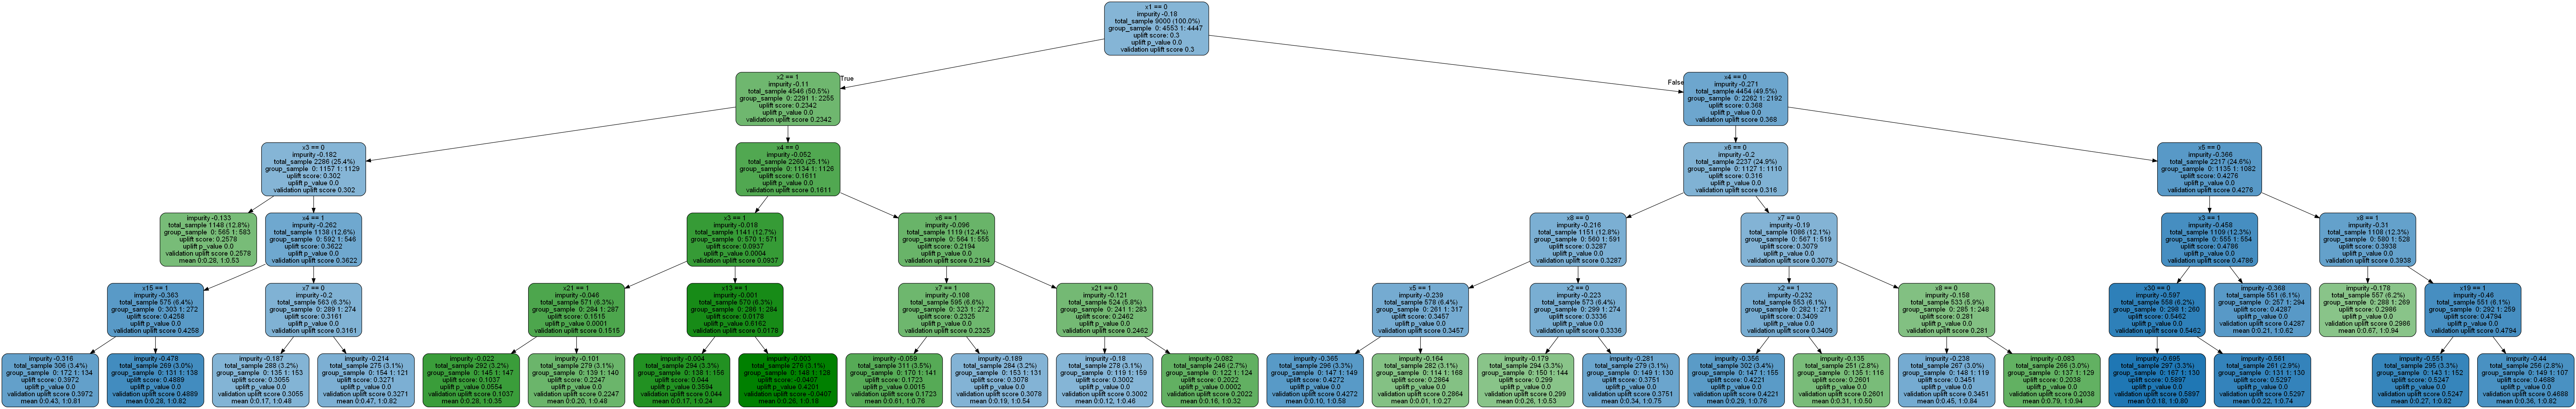 x1 == 0
impurity -0.18
total_sample 9000 (100.0%)
group_sample 0: 4553 1: 4447
uplift score: 0.3
uplift p_value 0.0
validation uplift score 0.3
True
False
x2 == 1
impurity -0.11
total_sample 4546 (50.5%)
group_sample 0: 2291 1: 2255
uplift score: 0.2342
uplift p_value 0.0
validation uplift score 0.2342
x4 == 0
impurity -0.271
total_sample 4454 (49.5%)
group_sample 0: 2262 1: 2192
uplift score: 0.368
uplift p_value 0.0
validation uplift score 0.368
x3 == 0
impurity -0.182
total_sample 2286 (25.4%)
group_sample 0: 1157 1: 1129
uplift score: 0.302
uplift p_value 0.0
validation uplift score 0.302
x4 == 0
impurity -0.052
total_sample 2260 (25.1%)
group_sample 0: 1134 1: 1126
uplift score: 0.1611
uplift p_value 0.0
validation uplift score 0.1611
x6 == 0
impurity -0.2
total_sample 2237 (24.9%)
group_sample 0: 1127 1: 1110
uplift score: 0.316
uplift p_value 0.0
validation uplift score 0.316
x5 == 0
impurity -0.366
total_sample 2217 (24.6%)
group_sample 0: 1135 1: 1082
uplift score: 0.4276
uplift p_value 0.0
validation uplift score 0.4276
impurity -0.133
total_sample 1148 (12.8%)
group_sample 0: 565 1: 583
uplift score: 0.2578
uplift p_value 0.0
validation uplift score 0.2578
mean 0:0.28, 1:0.53
x4 == 1
impurity -0.262
total_sample 1138 (12.6%)
group_sample 0: 592 1: 546
uplift score: 0.3622
uplift p_value 0.0
validation uplift score 0.3622
x3 == 1
impurity -0.018
total_sample 1141 (12.7%)
group_sample 0: 570 1: 571
uplift score: 0.0937
uplift p_value 0.0004
validation uplift score 0.0937
x6 == 1
impurity -0.096
total_sample 1119 (12.4%)
group_sample 0: 564 1: 555
uplift score: 0.2194
uplift p_value 0.0
validation uplift score 0.2194
x8 == 0
impurity -0.216
total_sample 1151 (12.8%)
group_sample 0: 560 1: 591
uplift score: 0.3287
uplift p_value 0.0
validation uplift score 0.3287
x7 == 0
impurity -0.19
total_sample 1086 (12.1%)
group_sample 0: 567 1: 519
uplift score: 0.3079
uplift p_value 0.0
validation uplift score 0.3079
x3 == 1
impurity -0.458
total_sample 1109 (12.3%)
group_sample 0: 555 1: 554
uplift score: 0.4786
uplift p_value 0.0
validation uplift score 0.4786
x8 == 1
impurity -0.31
total_sample 1108 (12.3%)
group_sample 0: 580 1: 528
uplift score: 0.3938
uplift p_value 0.0
validation uplift score 0.3938
x15 == 1
impurity -0.363
total_sample 575 (6.4%)
group_sample 0: 303 1: 272
uplift score: 0.4258
uplift p_value 0.0
validation uplift score 0.4258
x7 == 0
impurity -0.2
total_sample 563 (6.3%)
group_sample 0: 289 1: 274
uplift score: 0.3161
uplift p_value 0.0
validation uplift score 0.3161
x21 == 1
impurity -0.046
total_sample 571 (6.3%)
group_sample 0: 284 1: 287
uplift score: 0.1515
uplift p_value 0.0001
validation uplift score 0.1515
x13 == 1
impurity -0.001
total_sample 570 (6.3%)
group_sample 0: 286 1: 284
uplift score: 0.0178
uplift p_value 0.6162
validation uplift score 0.0178
x7 == 1
impurity -0.108
total_sample 595 (6.6%)
group_sample 0: 323 1: 272
uplift score: 0.2325
uplift p_value 0.0
validation uplift score 0.2325
x21 == 0
impurity -0.121
total_sample 524 (5.8%)
group_sample 0: 241 1: 283
uplift score: 0.2462
uplift p_value 0.0
validation uplift score 0.2462
x5 == 1
impurity -0.239
total_sample 578 (6.4%)
group_sample 0: 261 1: 317
uplift score: 0.3457
uplift p_value 0.0
validation uplift score 0.3457
x2 == 0
impurity -0.223
total_sample 573 (6.4%)
group_sample 0: 299 1: 274
uplift score: 0.3336
uplift p_value 0.0
validation uplift score 0.3336
x2 == 1
impurity -0.232
total_sample 553 (6.1%)
group_sample 0: 282 1: 271
uplift score: 0.3409
uplift p_value 0.0
validation uplift score 0.3409
x8 == 0
impurity -0.158
total_sample 533 (5.9%)
group_sample 0: 285 1: 248
uplift score: 0.281
uplift p_value 0.0
validation uplift score 0.281
x30 == 0
impurity -0.597
total_sample 558 (6.2%)
group_sample 0: 298 1: 260
uplift score: 0.5462
uplift p_value 0.0
validation uplift score 0.5462
impurity -0.368
total_sample 551 (6.1%)
group_sample 0: 257 1: 294
uplift score: 0.4287
uplift p_value 0.0
validation uplift score 0.4287
mean 0:0.21, 1:0.62
impurity -0.178
total_sample 557 (6.2%)
group_sample 0: 288 1: 269
uplift score: 0.2986
uplift p_value 0.0
validation uplift score 0.2986
mean 0:0.67, 1:0.94
x19 == 1
impurity -0.46
total_sample 551 (6.1%)
group_sample 0: 292 1: 259
uplift score: 0.4794
uplift p_value 0.0
validation uplift score 0.4794
impurity -0.316
total_sample 306 (3.4%)
group_sample 0: 172 1: 134
uplift score: 0.3972
uplift p_value 0.0
validation uplift score 0.3972
mean 0:0.43, 1:0.81
impurity -0.478
total_sample 269 (3.0%)
group_sample 0: 131 1: 138
uplift score: 0.4889
uplift p_value 0.0
validation uplift score 0.4889
mean 0:0.28, 1:0.82
impurity -0.187
total_sample 288 (3.2%)
group_sample 0: 135 1: 153
uplift score: 0.3055
uplift p_value 0.0
validation uplift score 0.3055
mean 0:0.17, 1:0.48
impurity -0.214
total_sample 275 (3.1%)
group_sample 0: 154 1: 121
uplift score: 0.3271
uplift p_value 0.0
validation uplift score 0.3271
mean 0:0.47, 1:0.82
impurity -0.022
total_sample 292 (3.2%)
group_sample 0: 145 1: 147
uplift score: 0.1037
uplift p_value 0.0554
validation uplift score 0.1037
mean 0:0.28, 1:0.35
impurity -0.101
total_sample 279 (3.1%)
group_sample 0: 139 1: 140
uplift score: 0.2247
uplift p_value 0.0
validation uplift score 0.2247
mean 0:0.20, 1:0.48
impurity -0.004
total_sample 294 (3.3%)
group_sample 0: 138 1: 156
uplift score: 0.044
uplift p_value 0.3594
validation uplift score 0.044
mean 0:0.17, 1:0.24
impurity -0.003
total_sample 276 (3.1%)
group_sample 0: 148 1: 128
uplift score: -0.0407
uplift p_value 0.4201
validation uplift score -0.0407
mean 0:0.26, 1:0.18
impurity -0.059
total_sample 311 (3.5%)
group_sample 0: 170 1: 141
uplift score: 0.1723
uplift p_value 0.0015
validation uplift score 0.1723
mean 0:0.61, 1:0.76
impurity -0.189
total_sample 284 (3.2%)
group_sample 0: 153 1: 131
uplift score: 0.3078
uplift p_value 0.0
validation uplift score 0.3078
mean 0:0.19, 1:0.54
impurity -0.18
total_sample 278 (3.1%)
group_sample 0: 119 1: 159
uplift score: 0.3002
uplift p_value 0.0
validation uplift score 0.3002
mean 0:0.12, 1:0.46
impurity -0.082
total_sample 246 (2.7%)
group_sample 0: 122 1: 124
uplift score: 0.2022
uplift p_value 0.0002
validation uplift score 0.2022
mean 0:0.16, 1:0.32
impurity -0.365
total_sample 296 (3.3%)
group_sample 0: 147 1: 149
uplift score: 0.4272
uplift p_value 0.0
validation uplift score 0.4272
mean 0:0.10, 1:0.58
impurity -0.164
total_sample 282 (3.1%)
group_sample 0: 114 1: 168
uplift score: 0.2864
uplift p_value 0.0
validation uplift score 0.2864
mean 0:0.01, 1:0.27
impurity -0.179
total_sample 294 (3.3%)
group_sample 0: 150 1: 144
uplift score: 0.299
uplift p_value 0.0
validation uplift score 0.299
mean 0:0.26, 1:0.53
impurity -0.281
total_sample 279 (3.1%)
group_sample 0: 149 1: 130
uplift score: 0.3751
uplift p_value 0.0
validation uplift score 0.3751
mean 0:0.34, 1:0.75
impurity -0.356
total_sample 302 (3.4%)
group_sample 0: 147 1: 155
uplift score: 0.4221
uplift p_value 0.0
validation uplift score 0.4221
mean 0:0.29, 1:0.76
impurity -0.135
total_sample 251 (2.8%)
group_sample 0: 135 1: 116
uplift score: 0.2601
uplift p_value 0.0
validation uplift score 0.2601
mean 0:0.31, 1:0.50
impurity -0.238
total_sample 267 (3.0%)
group_sample 0: 148 1: 119
uplift score: 0.3451
uplift p_value 0.0
validation uplift score 0.3451
mean 0:0.45, 1:0.84
impurity -0.083
total_sample 266 (3.0%)
group_sample 0: 137 1: 129
uplift score: 0.2038
uplift p_value 0.0
validation uplift score 0.2038
mean 0:0.79, 1:0.94
impurity -0.695
total_sample 297 (3.3%)
group_sample 0: 167 1: 130
uplift score: 0.5897
uplift p_value 0.0
validation uplift score 0.5897
mean 0:0.18, 1:0.80
impurity -0.561
total_sample 261 (2.9%)
group_sample 0: 131 1: 130
uplift score: 0.5297
uplift p_value 0.0
validation uplift score 0.5297
mean 0:0.22, 1:0.74
impurity -0.551
total_sample 295 (3.3%)
group_sample 0: 143 1: 152
uplift score: 0.5247
uplift p_value 0.0
validation uplift score 0.5247
mean 0:0.27, 1:0.82
impurity -0.44
total_sample 256 (2.8%)
group_sample 0: 149 1: 107
uplift score: 0.4688
uplift p_value 0.0
validation uplift score 0.4688
mean 0:0.36, 1:0.82